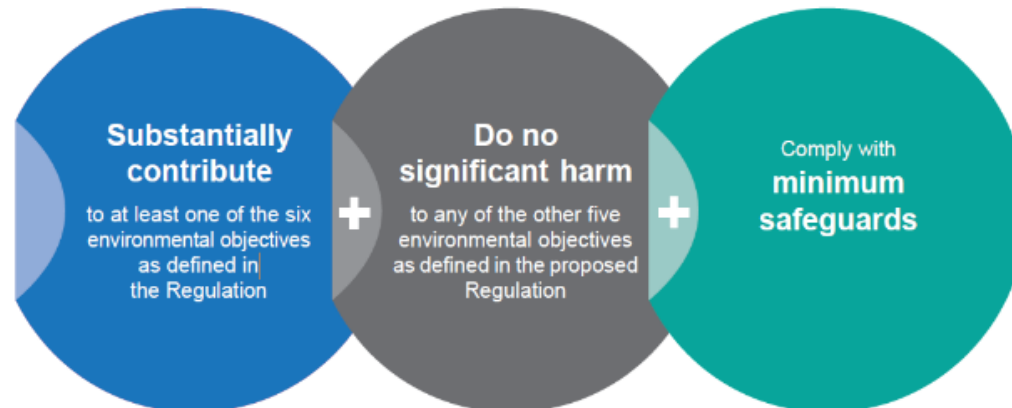 Substantially
contribute
to at least one of the six
environmental objectives
as defined in
the Regulation
+
Do no
significant harm
to any of the other five
environmental objectives
as defined in the proposed
Regulation
+
Comply with
minimum
safeguards